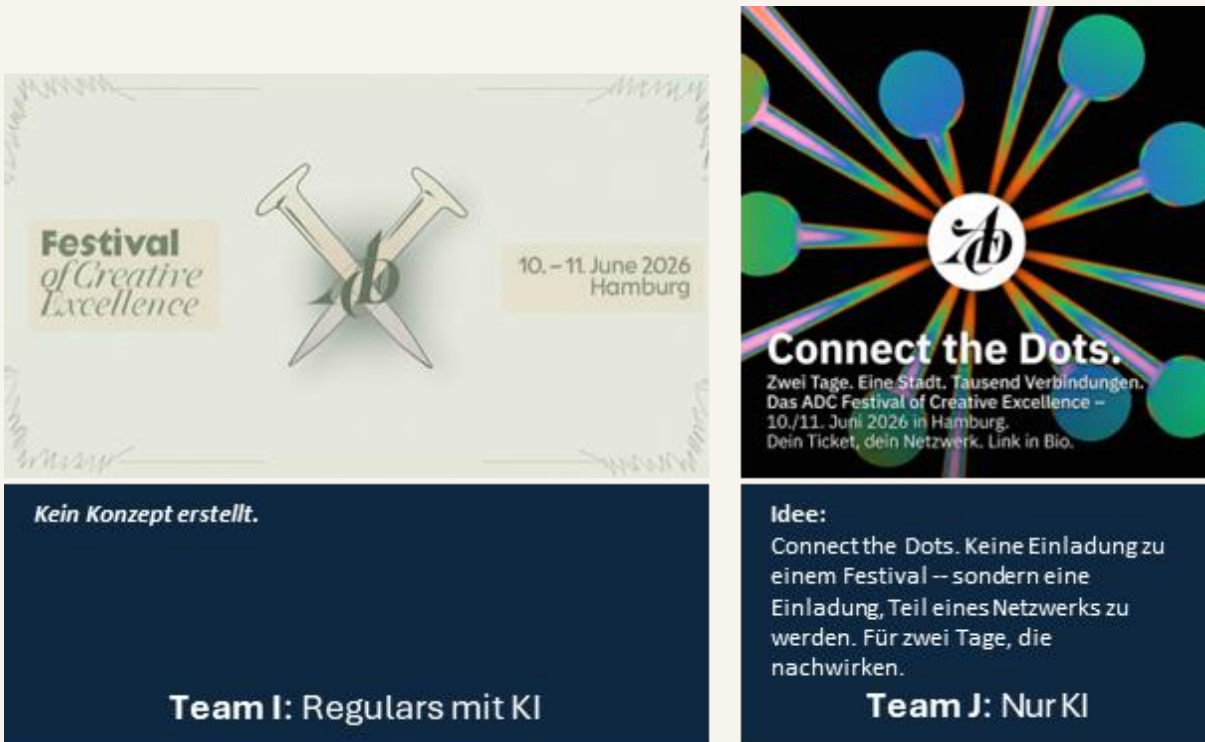 Festival
of Creative
Excellence
10. – 11. June 2026
Hamburg
ADC
Connect the Dots.
Zwei Tage. Eine Stadt. Tausend Verbindungen.
Das ADC Festival of Creative Excellence –
10./11. Juni 2026 in Hamburg.
Dein Ticket, dein Netzwerk. Link in Bio.
Kein Konzept erstellt.
Team I: Regulars mit KI
Idee:
Connect the Dots. Keine Einladung zu
einem Festival -- sondern eine
Einladung, Teil eines Netzwerks zu
werden. Für zwei Tage, die
nachwirken.
Team J: Nur KI